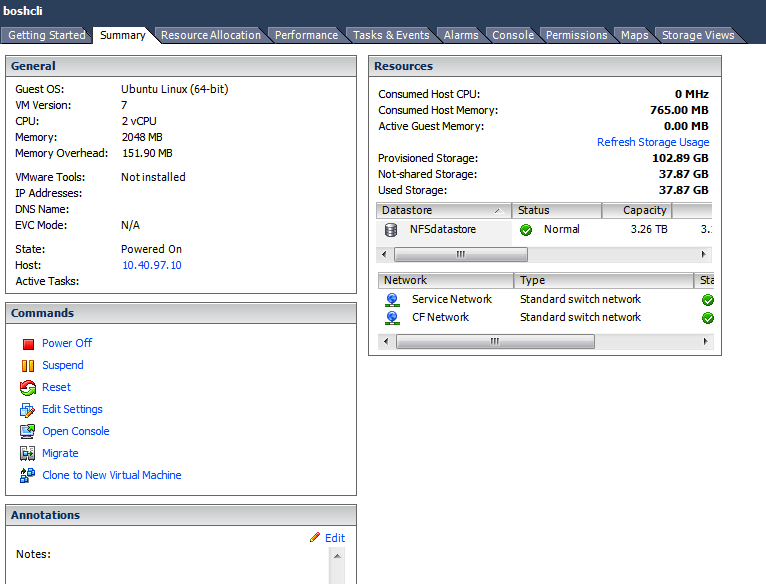 boshcli
Getting Started Summary Resource Allocation Performance Tasks & Events Alarms Console Permissions Maps Storage Views
General
Guest OS: Ubuntu Linux (64-bit)
VM Version: 7
CPU: 2 vCPU
Memory: 2048 MB
Memory Overhead: 151.90 MB
VMware Tools: Not installed
IP Addresses:
DNS Name:
EVC Mode: N/A
State: Powered On
Host: 10.40.97.10
Active Tasks:
Commands
Power Off
Suspend
Reset
Edit Settings
Open Console
Migrate
Clone to New Virtual Machine
Annotations
Edit
Notes:
Resources
Consumed Host CPU: 0 MHz
Consumed Host Memory: 765.00 MB
Active Guest Memory: 0.00 MB
Refresh Storage Usage
Provisioned Storage: 102.89 GB
Not-shared Storage: 37.87 GB
Used Storage: 37.87 GB
Datastore Status Capacity
NFSdatastore Normal 3.26 TB 3.
Network Type Sta
Service Network Standard switch network
CF Network Standard switch network